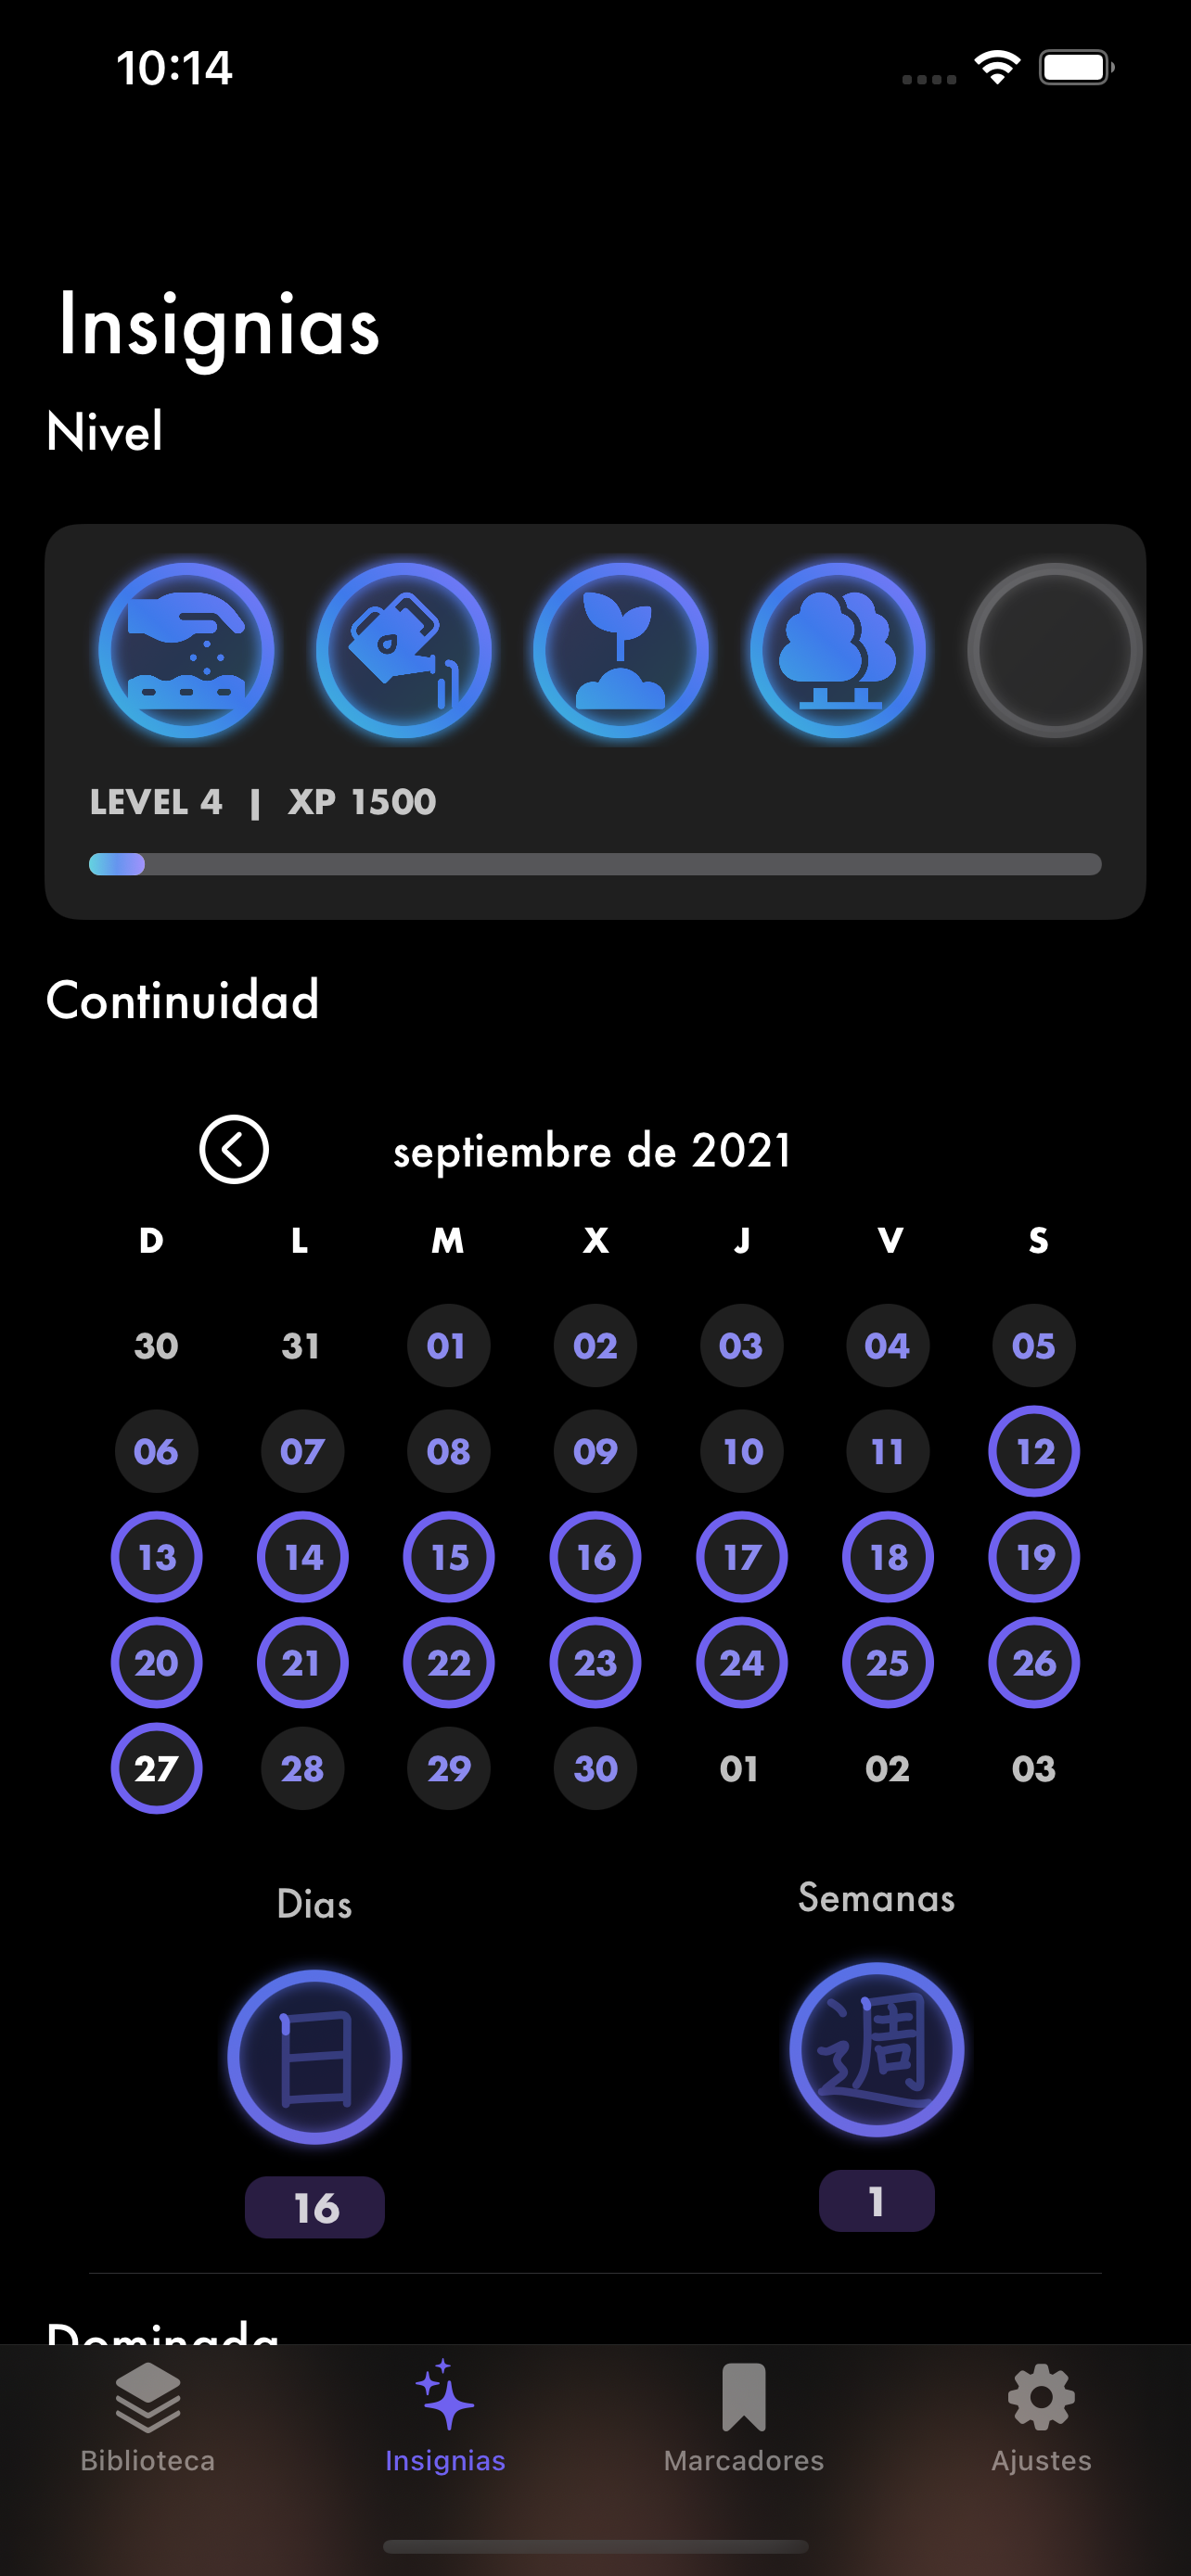 10:14
Insignias
Nivel
LEVEL 4 | XP 1500
Continuidad
septiembre de 2021
D L M X J V S
30 31 01 02 03 04 05
06 07 08 09 10 11 12
13 14 15 16 17 18 19
20 21 22 23 24 25 26
27 28 29 30 01 02 03
Dias Semanas
日 週
16 1
Dominada
Biblioteca Insignias Marcadores Ajustes